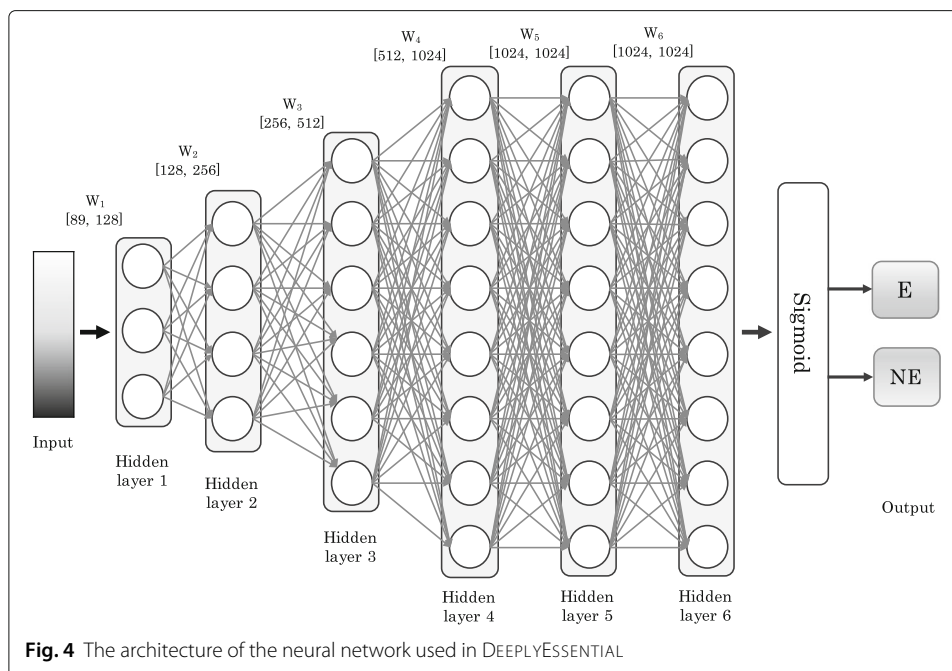 W₁
[89, 128]
W₂
[128, 256]
W₃
[256, 512]
W₄
[512, 1024]
W₅
[1024, 1024]
W₆
[1024, 1024]
Input
Hidden
layer 1
Hidden
layer 2
Hidden
layer 3
Hidden
layer 4
Hidden
layer 5
Hidden
layer 6
Sigmoid
E
NE
Output
Fig. 4 The architecture of the neural network used in DEEPLYESSENTIAL